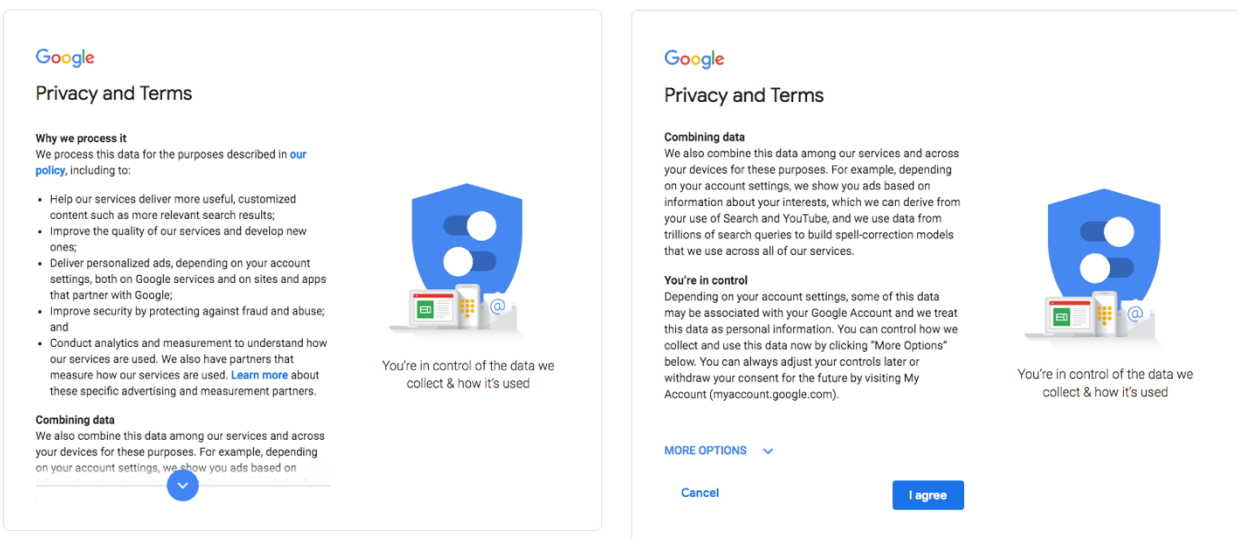 Google
Privacy and Terms
Why we process it
We process this data for the purposes described in our
policy, including to:
• Help our services deliver more useful, customized
content such as more relevant search results;
• Improve the quality of our services and develop new
ones;
• Deliver personalized ads, depending on your account
settings, both on Google services and on sites and apps
that partner with Google;
• Improve security by protecting against fraud and abuse;
and
• Conduct analytics and measurement to understand how
our services are used. We also have partners that
measure how our services are used. Learn more about
these specific advertising and measurement partners.
Combining data
We also combine this data among our services and across
your devices for these purposes. For example, depending
on your account settings, we show you ads based on
@
You're in control of the data we
collect & how it's used
Google
Privacy and Terms
Combining data
We also combine this data among our services and across
your devices for these purposes. For example, depending
on your account settings, we show you ads based on
information about your interests, which we can derive from
your use of Search and YouTube, and we use data from
trillions of search queries to build spell-correction models
that we use across all of our services.
You're in control
Depending on your account settings, some of this data
may be associated with your Google Account and we treat
this data as personal information. You can control how we
collect and use this data now by clicking "More Options"
below. You can always adjust your controls later or
withdraw your consent for the future by visiting My
Account (myaccount.google.com).
MORE OPTIONS
Cancel
I agree
@
You're in control of the data we
collect & how it's used